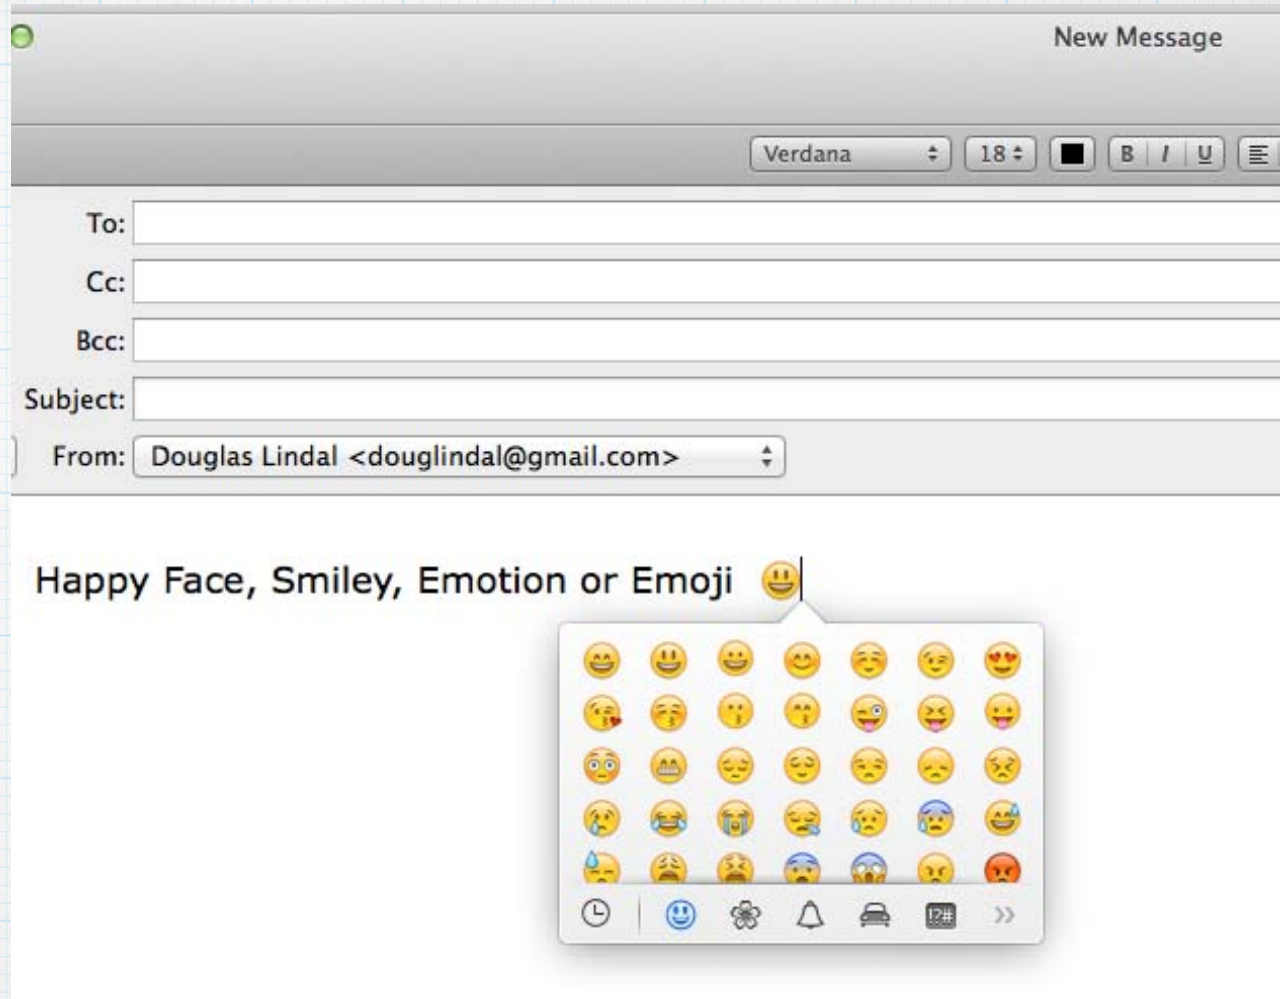 New Message
Verdana 18 B I U
To:
Cc:
Bcc:
Subject:
From: Douglas Lindal <douglindal@gmail.com>
Happy Face, Smiley, Emotion or Emoji 😃
!?#